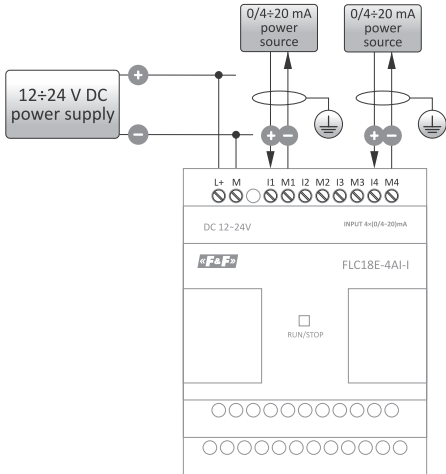 0/4÷20 mA
power
source
0/4÷20 mA
power
source
12÷24 V DC
power supply
+
−
+ − + −
L+ M I1 M1 I2 M2 I3 M3 I4 M4
DC 12–24V
INPUT 4×(0/4–20)mA
«F&F»
FLC18E-4AI-I
RUN/STOP